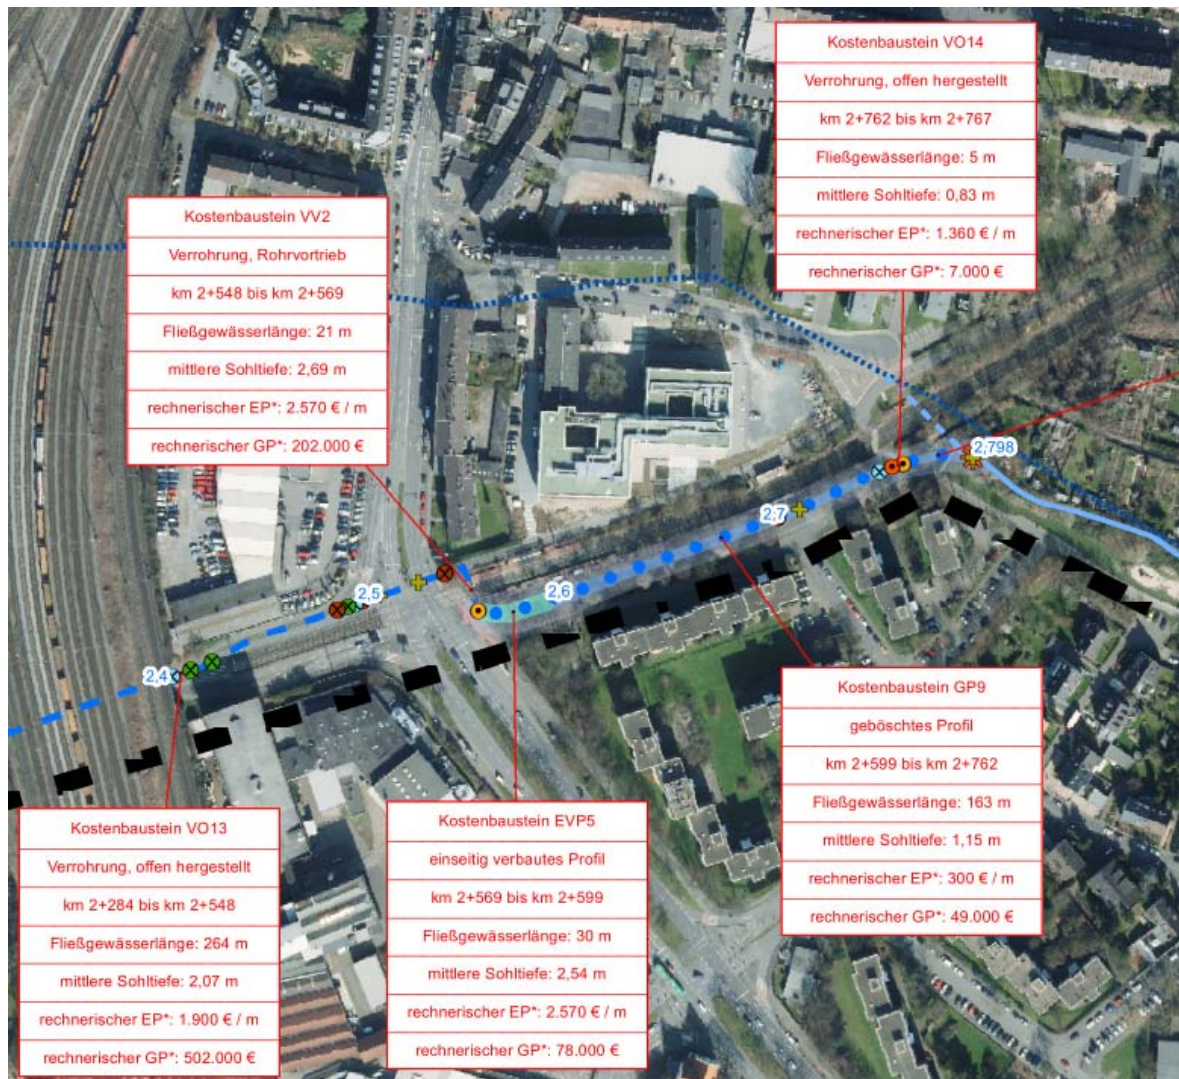 Kostenbaustein VO14
Verrohrung, offen hergestellt
km 2+762 bis km 2+767
Fließgewässerlänge: 5 m
mittlere Sohltiefe: 0,83 m
rechnerischer EP*: 1.360 € / m
rechnerischer GP*: 7.000 €
Kostenbaustein VV2
Verrohrung, Rohrvortrieb
km 2+548 bis km 2+569
Fließgewässerlänge: 21 m
mittlere Sohltiefe: 2,69 m
rechnerischer EP*: 2.570 € / m
rechnerischer GP*: 202.000 €
2,798
2,7
2,6
2,5
2,4
Kostenbaustein GP9
geböschtes Profil
km 2+599 bis km 2+762
Fließgewässerlänge: 163 m
mittlere Sohltiefe: 1,15 m
rechnerischer EP*: 300 € / m
rechnerischer GP*: 49.000 €
Kostenbaustein VO13
Verrohrung, offen hergestellt
km 2+284 bis km 2+548
Fließgewässerlänge: 264 m
mittlere Sohltiefe: 2,07 m
rechnerischer EP*: 1.900 € / m
rechnerischer GP*: 502.000 €
Kostenbaustein EVP5
einseitig verbautes Profil
km 2+569 bis km 2+599
Fließgewässerlänge: 30 m
mittlere Sohltiefe: 2,54 m
rechnerischer EP*: 2.570 € / m
rechnerischer GP*: 78.000 €